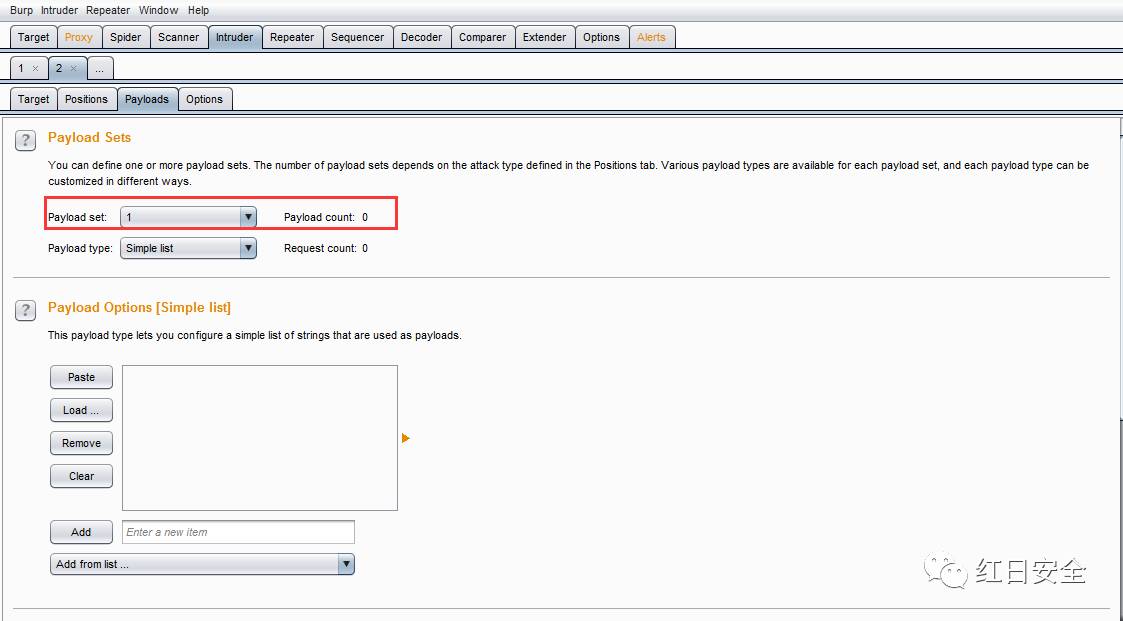 Burp Intruder Repeater Window Help
Target Proxy Spider Scanner Intruder Repeater Sequencer Decoder Comparer Extender Options Alerts
1 × 2 × ...
Target Positions Payloads Options
? Payload Sets
You can define one or more payload sets. The number of payload sets depends on the attack type defined in the Positions tab. Various payload types are available for each payload set, and each payload type can be
customized in different ways.
Payload set: 1 Payload count: 0
Payload type: Simple list Request count: 0
? Payload Options [Simple list]
This payload type lets you configure a simple list of strings that are used as payloads.
Paste
Load ...
Remove
Clear
Add Enter a new item
Add from list ...
红日安全